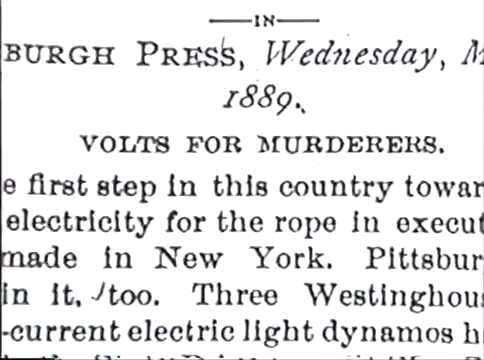 IN
BURGH PRESS, Wednesday, M
1889.
VOLTS FOR MURDERERS.
e first step in this country towar
electricity for the rope in execut
made in New York. Pittsbur
in it, too. Three Westinghous
-current electric light dynamos h